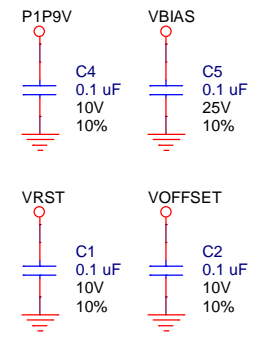 P1P9V
C4
0.1 uF
10V
10%
VBIAS
C5
0.1 uF
25V
10%
VRST
C1
0.1 uF
10V
10%
VOFFSET
C2
0.1 uF
10V
10%